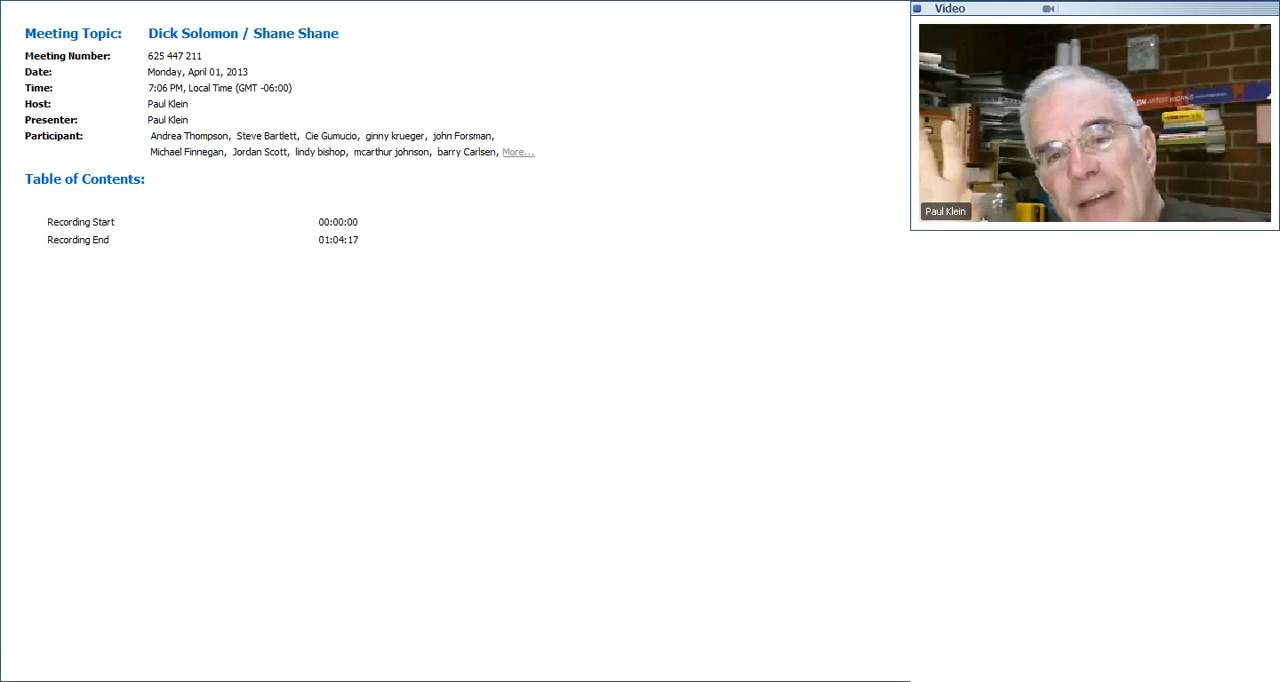 Meeting Topic: Dick Solomon / Shane Shane
Meeting Number: 625 447 211
Date: Monday, April 01, 2013
Time: 7:06 PM, Local Time (GMT -06:00)
Host: Paul Klein
Presenter: Paul Klein
Participant: Andrea Thompson, Steve Bartlett, Cie Gumucio, ginny krueger, john Forsman,
Michael Finnegan, Jordan Scott, lindy bishop, mcarthur johnson, barry Carlsen, More...
Table of Contents:
Recording Start 00:00:00
Recording End 01:04:17
Video
EIN ARTIST WORKS
Paul Klein